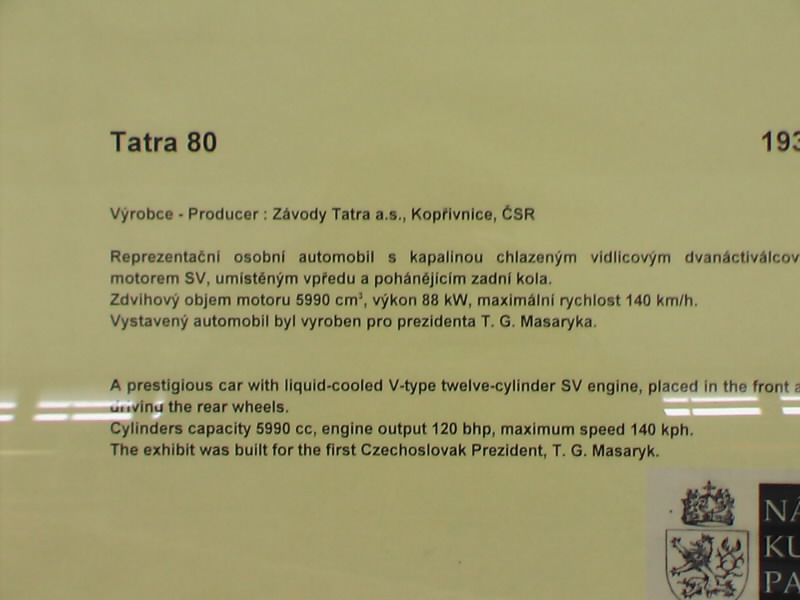 Tatra 80 193
Výrobce - Producer : Závody Tatra a.s., Kopřivnice, ČSR
Reprezentační osobní automobil s kapalinou chlazeným vidlicovým dvanáctiválcov
motorem SV, umístěným vpředu a pohánějícím zadní kola.
Zdvihový objem motoru 5990 cm³, výkon 88 kW, maximální rychlost 140 km/h.
Vystavený automobil byl vyroben pro prezidenta T. G. Masaryka.
A prestigious car with liquid-cooled V-type twelve-cylinder SV engine, placed in the front a
driving the rear wheels.
Cylinders capacity 5990 cc, engine output 120 bhp, maximum speed 140 kph.
The exhibit was built for the first Czechoslovak Prezident, T. G. Masaryk.
NÁ
KU
PA